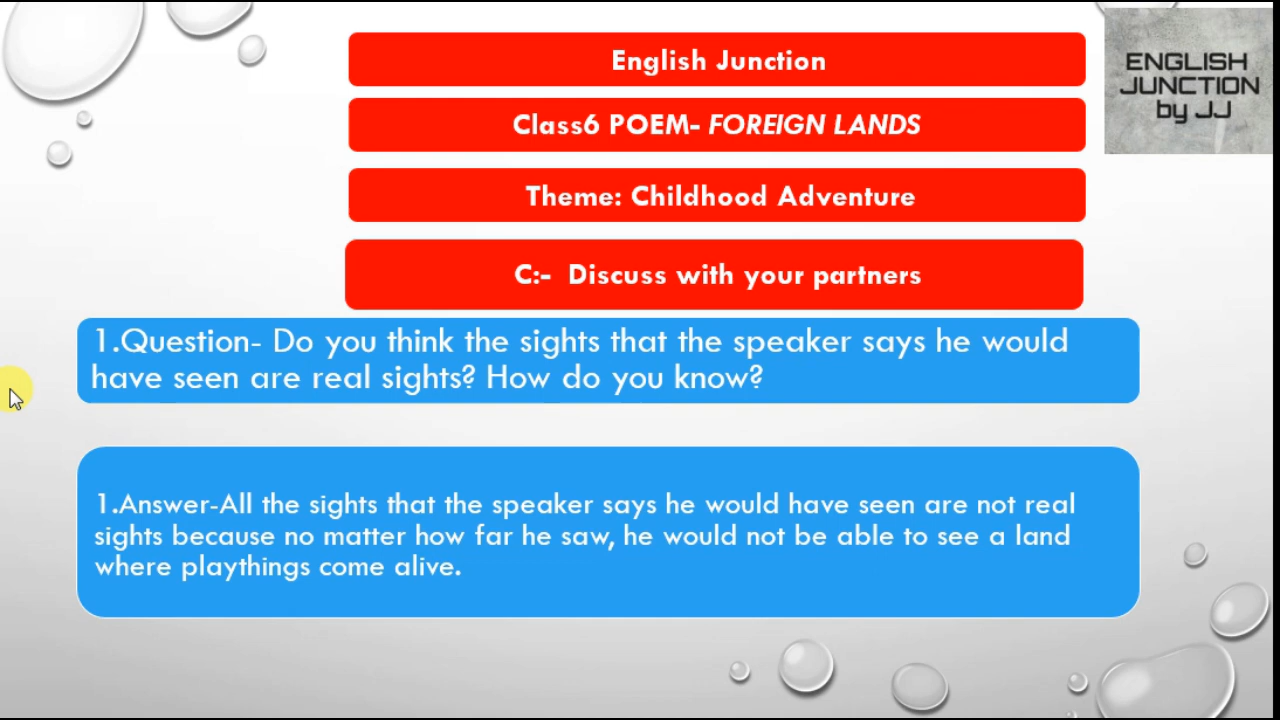 English Junction
ENGLISH
JUNCTION
by JJ
Class6 POEM- FOREIGN LANDS
Theme: Childhood Adventure
C:- Discuss with your partners
1.Question- Do you think the sights that the speaker says he would
have seen are real sights? How do you know?
1.Answer-All the sights that the speaker says he would have seen are not real
sights because no matter how far he saw, he would not be able to see a land
where playthings come alive.